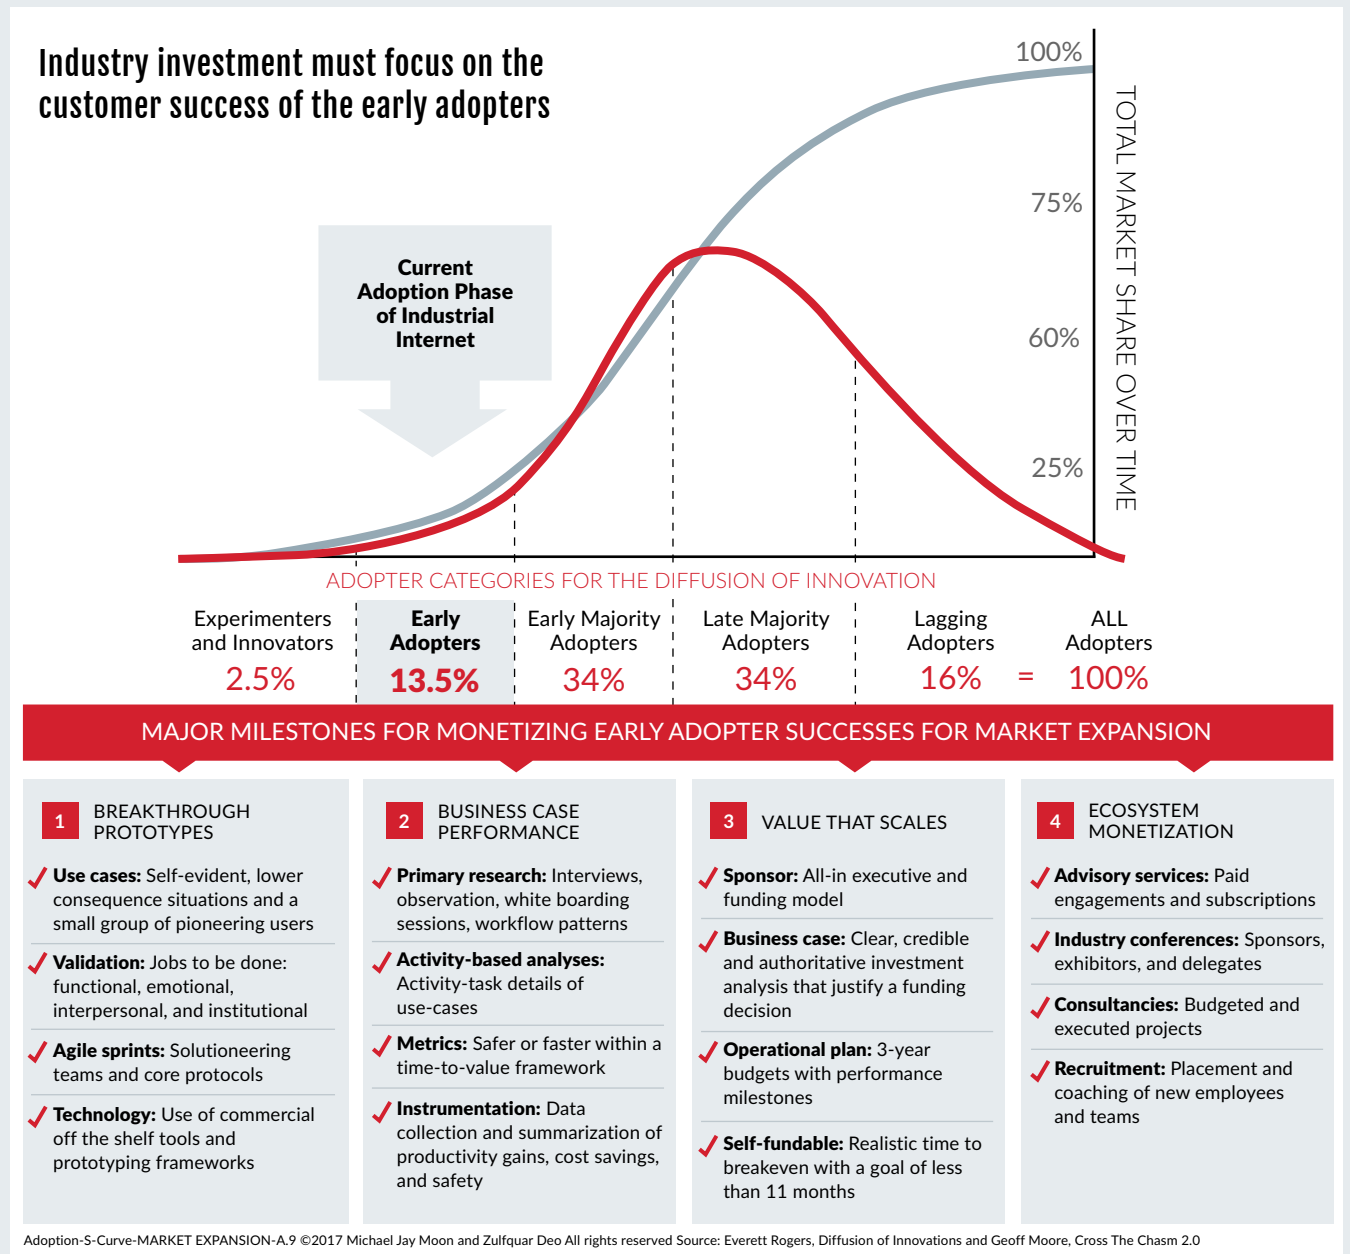 Industry investment must focus on the
customer success of the early adopters
100%
75%
60%
25%
TOTAL MARKET SHARE OVER TIME
Current
Adoption Phase
of Industrial
Internet
ADOPTER CATEGORIES FOR THE DIFFUSION OF INNOVATION
Experimenters
and Innovators
2.5%
Early
Adopters
13.5%
Early Majority
Adopters
34%
Late Majority
Adopters
34%
Lagging
Adopters
16%
=
ALL
Adopters
100%
MAJOR MILESTONES FOR MONETIZING EARLY ADOPTER SUCCESSES FOR MARKET EXPANSION
1
BREAKTHROUGH
PROTOTYPES
Use cases: Self-evident, lower
consequence situations and a
small group of pioneering users
Validation: Jobs to be done:
functional, emotional,
interpersonal, and institutional
Agile sprints: Solutioneering
teams and core protocols
Technology: Use of commercial
off the shelf tools and
prototyping frameworks
2
BUSINESS CASE
PERFORMANCE
Primary research: Interviews,
observation, white boarding
sessions, workflow patterns
Activity-based analyses:
Activity-task details of
use-cases
Metrics: Safer or faster within a
time-to-value framework
Instrumentation: Data
collection and summarization of
productivity gains, cost savings,
and safety
3
VALUE THAT SCALES
Sponsor: All-in executive and
funding model
Business case: Clear, credible
and authoritative investment
analysis that justify a funding
decision
Operational plan: 3-year
budgets with performance
milestones
Self-fundable: Realistic time to
breakeven with a goal of less
than 11 months
4
ECOSYSTEM
MONETIZATION
Advisory services: Paid
engagements and subscriptions
Industry conferences: Sponsors,
exhibitors, and delegates
Consultancies: Budgeted and
executed projects
Recruitment: Placement and
coaching of new employees
and teams
Adoption-S-Curve-MARKET EXPANSION-A.9 ©2017 Michael Jay Moon and Zulfquar Deo All rights reserved Source: Everett Rogers, Diffusion of Innovations and Geoff Moore, Cross The Chasm 2.0